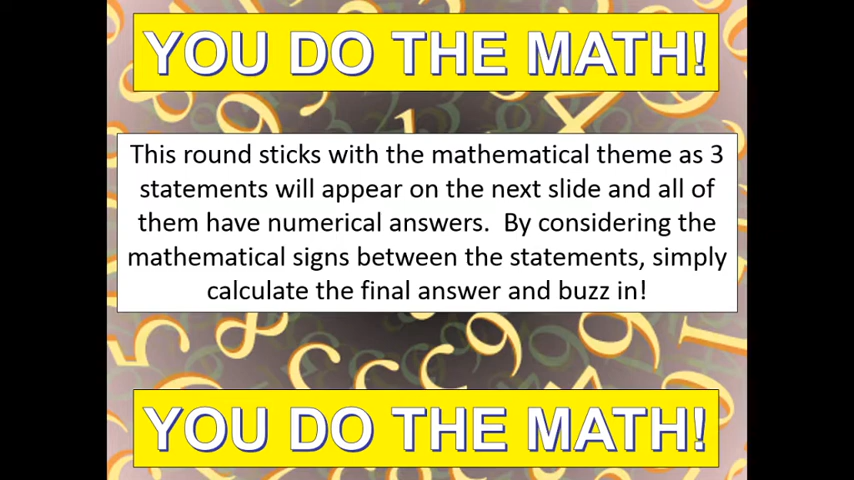 YOU DO THE MATH!
This round sticks with the mathematical theme as 3
statements will appear on the next slide and all of
them have numerical answers.  By considering the
mathematical signs between the statements, simply
calculate the final answer and buzz in!
YOU DO THE MATH!